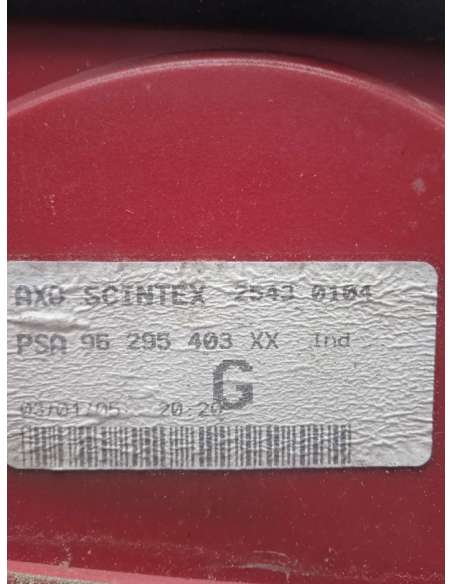 AXO SCINTEX 2543 0104
PSA 96 295 403 XX Ind
G
03/01/05 20:20